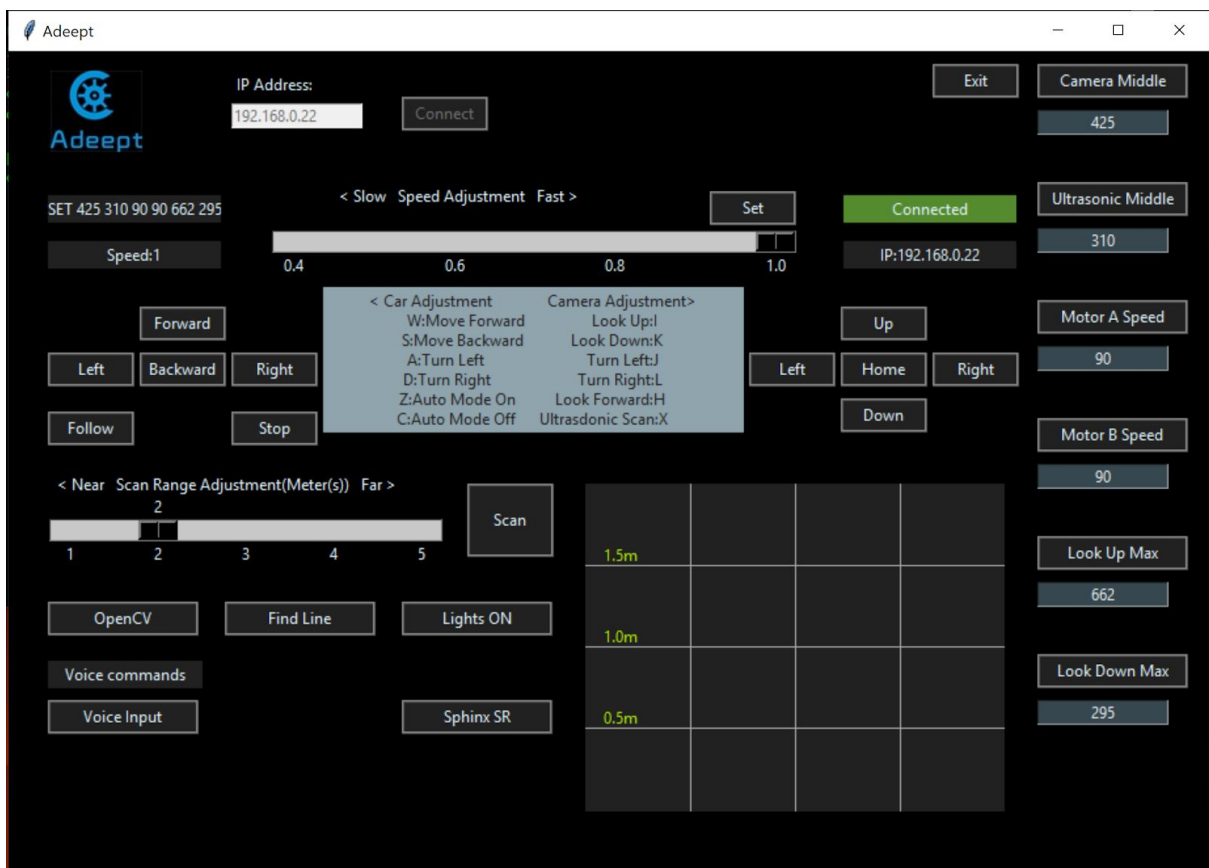 Adeept
IP Address:
192.168.0.22
Connect
Exit
Camera Middle
425
Adeept
SET 425 310 90 90 662 295
< Slow Speed Adjustment Fast >
Set
Connected
Ultrasonic Middle
310
Speed:1
0.4 0.6 0.8 1.0
IP:192.168.0.22
Forward
Left Backward Right
Follow Stop
< Car Adjustment Camera Adjustment>
W:Move Forward Look Up:I
S:Move Backward Look Down:K
A:Turn Left Turn Left:J
D:Turn Right Turn Right:L
Z:Auto Mode On Look Forward:H
C:Auto Mode Off Ultrasdonic Scan:X
Up
Left Home Right
Down
Motor A Speed
90
Motor B Speed
90
< Near Scan Range Adjustment(Meter(s)) Far >
2
1 2 3 4 5
Scan
1.5m
1.0m
0.5m
Look Up Max
662
OpenCV Find Line Lights ON
Voice commands
Voice Input Sphinx SR
Look Down Max
295